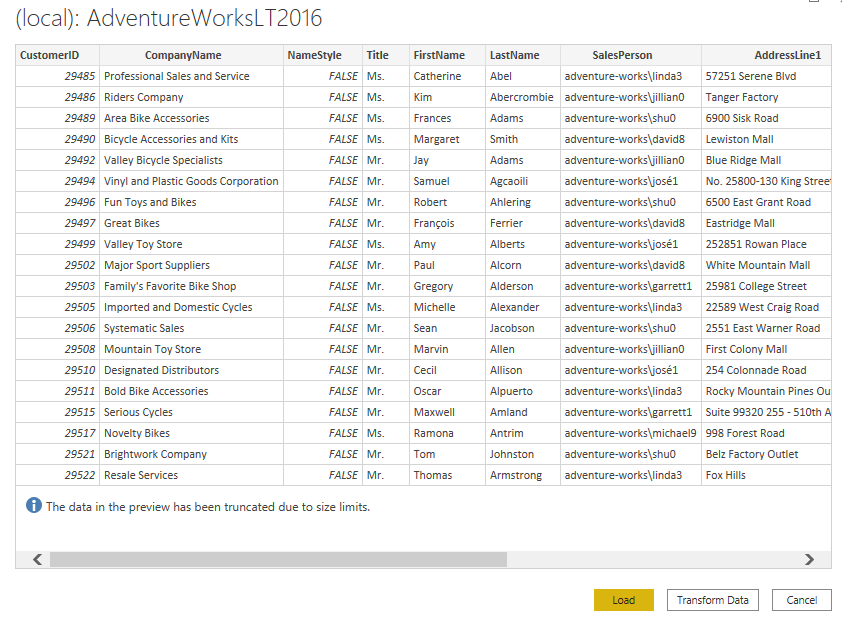 (local): AdventureWorksLT2016
CustomerID CompanyName NameStyle Title FirstName LastName SalesPerson AddressLine1
29485 Professional Sales and Service FALSE Ms. Catherine Abel adventure-works\linda3 57251 Serene Blvd
29486 Riders Company FALSE Ms. Kim Abercrombie adventure-works\jillian0 Tanger Factory
29489 Area Bike Accessories FALSE Ms. Frances Adams adventure-works\shu0 6900 Sisk Road
29490 Bicycle Accessories and Kits FALSE Ms. Margaret Smith adventure-works\david8 Lewiston Mall
29492 Valley Bicycle Specialists FALSE Mr. Jay Adams adventure-works\jillian0 Blue Ridge Mall
29494 Vinyl and Plastic Goods Corporation FALSE Mr. Samuel Agcaoili adventure-works\josé1 No. 25800-130 King Street
29496 Fun Toys and Bikes FALSE Mr. Robert Ahlering adventure-works\shu0 6500 East Grant Road
29497 Great Bikes FALSE Mr. François Ferrier adventure-works\david8 Eastridge Mall
29499 Valley Toy Store FALSE Ms. Amy Alberts adventure-works\josé1 252851 Rowan Place
29502 Major Sport Suppliers FALSE Mr. Paul Alcorn adventure-works\david8 White Mountain Mall
29503 Family's Favorite Bike Shop FALSE Mr. Gregory Alderson adventure-works\garrett1 25981 College Street
29505 Imported and Domestic Cycles FALSE Ms. Michelle Alexander adventure-works\linda3 22589 West Craig Road
29506 Systematic Sales FALSE Mr. Sean Jacobson adventure-works\shu0 2551 East Warner Road
29508 Mountain Toy Store FALSE Mr. Marvin Allen adventure-works\jillian0 First Colony Mall
29510 Designated Distributors FALSE Mr. Cecil Allison adventure-works\josé1 254 Colonnade Road
29511 Bold Bike Accessories FALSE Mr. Oscar Alpuerto adventure-works\linda3 Rocky Mountain Pines Ou
29515 Serious Cycles FALSE Mr. Maxwell Amland adventure-works\garrett1 Suite 99320 255 - 510th A
29517 Novelty Bikes FALSE Ms. Ramona Antrim adventure-works\michael9 998 Forest Road
29521 Brightwork Company FALSE Mr. Tom Johnston adventure-works\shu0 Belz Factory Outlet
29522 Resale Services FALSE Mr. Thomas Armstrong adventure-works\linda3 Fox Hills
The data in the preview has been truncated due to size limits.
Load Transform Data Cancel